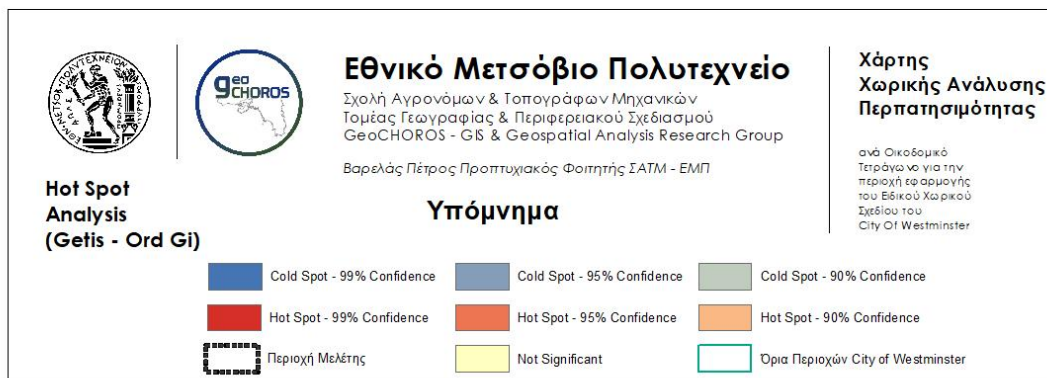 geo
CHOROS
Εθνικό Μετσόβιο Πολυτεχνείο
Σχολή Αγρονόμων & Τοπογράφων Μηχανικών
Τομέας Γεωγραφίας & Περιφερειακού Σχεδιασμού
GeoCHOROS - GIS & Geospatial Analysis Research Group
Βαρελάς Πέτρος Προπτυχιακός Φοιτητής ΣΑΤΜ - ΕΜΠ
Χάρτης
Χωρικής Ανάλυσης
Περπατησιμότητας
ανά Οικοδομικό
Τετράγωνο για την
περιοχή εφαρμογής
του Ειδικού Χωρικού
Σχεδίου του
City Of Westminster
Hot Spot
Analysis
(Getis - Ord Gi)
Υπόμνημα
Cold Spot - 99% Confidence
Cold Spot - 95% Confidence
Cold Spot - 90% Confidence
Hot Spot - 99% Confidence
Hot Spot - 95% Confidence
Hot Spot - 90% Confidence
Περιοχή Μελέτης
Not Significant
Όρια Περιοχών City of Westminster